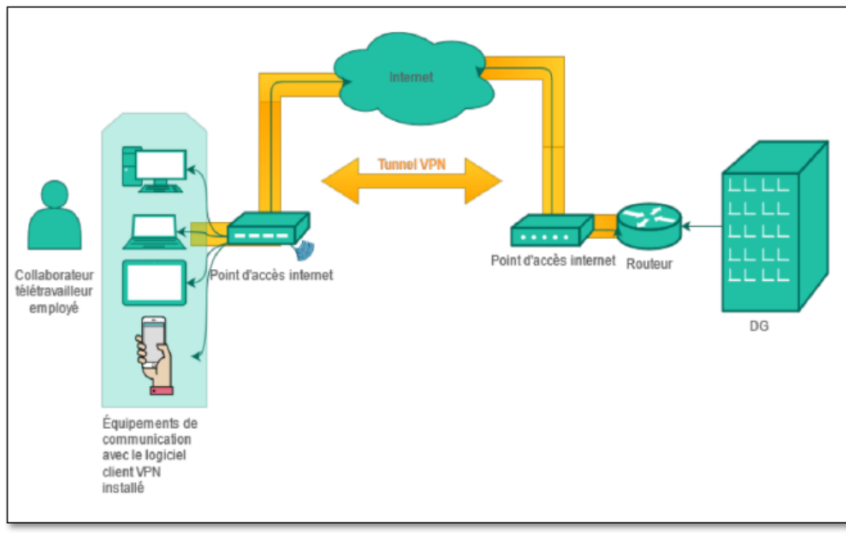 Internet
Tunnel VPN
Point d'accès internet
Point d'accès internet
Routeur
Collaborateur
télétravailleur
employé
DG
Équipements de
communication
avec le logiciel
client VPN
installé